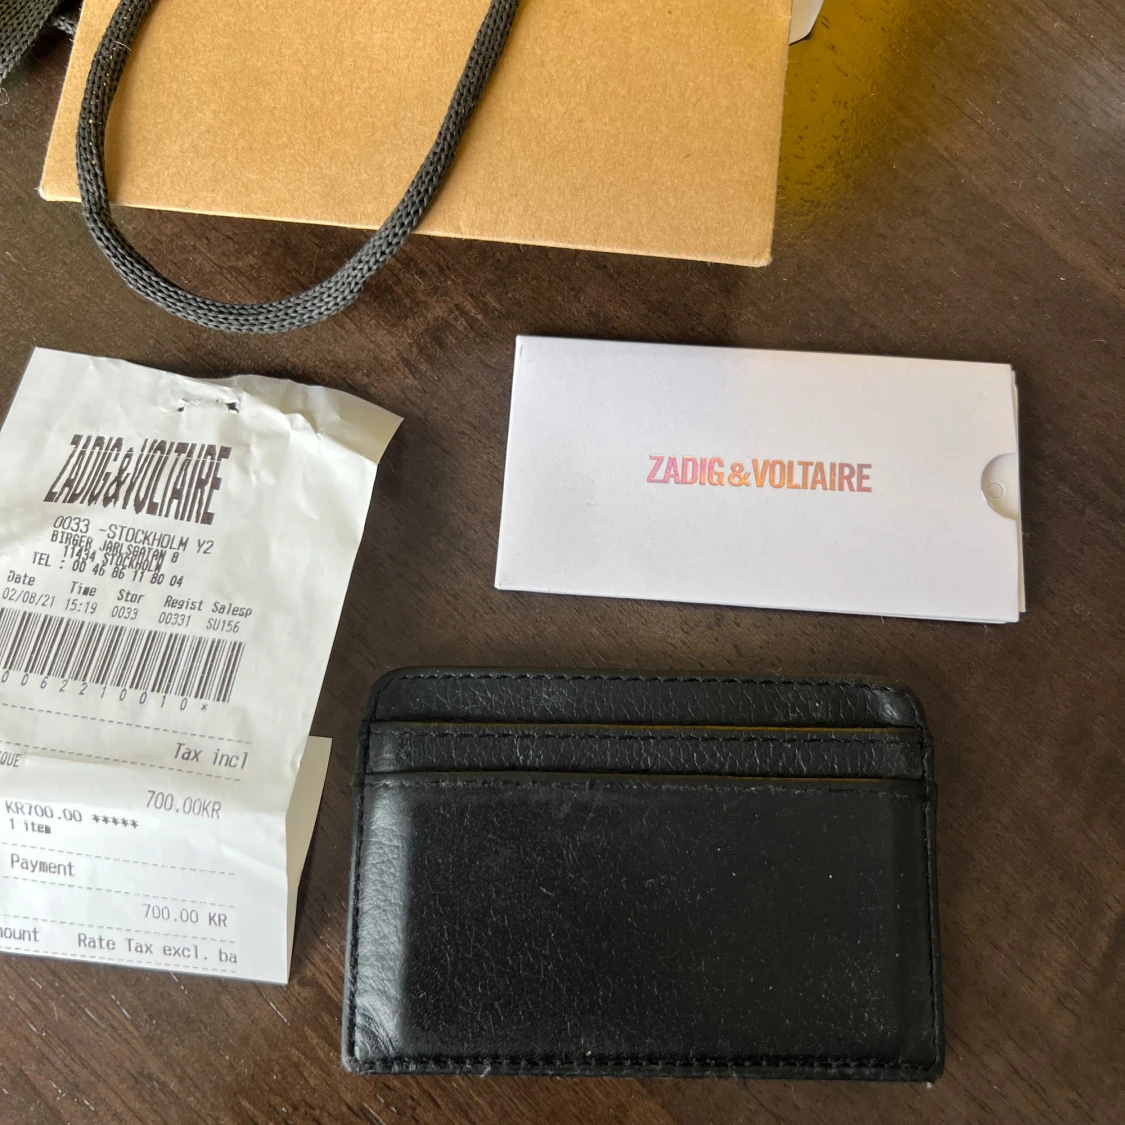 ZADIG&VOLTAIRE
0033 -STOCKHOLM Y2
BIRGER JARLSGATAN 8
11434 STOCKHOLM
TEL : 00 46 86 11 80 04
Date Time Stor Regist Salesp
02/08/21 15:19 0033 00331 SU156
0062210010*
Tax incl
700.00KR
KR700.00 *****
1 item
Payment
700.00 KR
Rate Tax excl. ba
ZADIG&VOLTAIRE